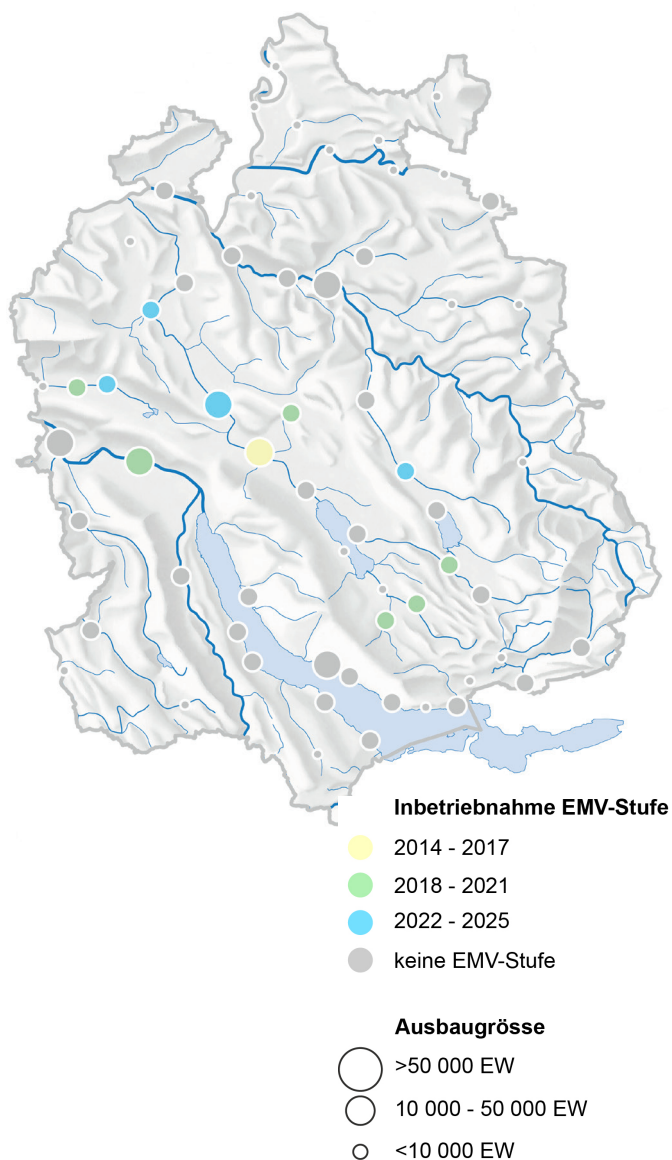 Inbetriebnahme EMV-Stufe
2014 - 2017
2018 - 2021
2022 - 2025
keine EMV-Stufe
Ausbaugrösse
>50 000 EW
10 000 - 50 000 EW
<10 000 EW